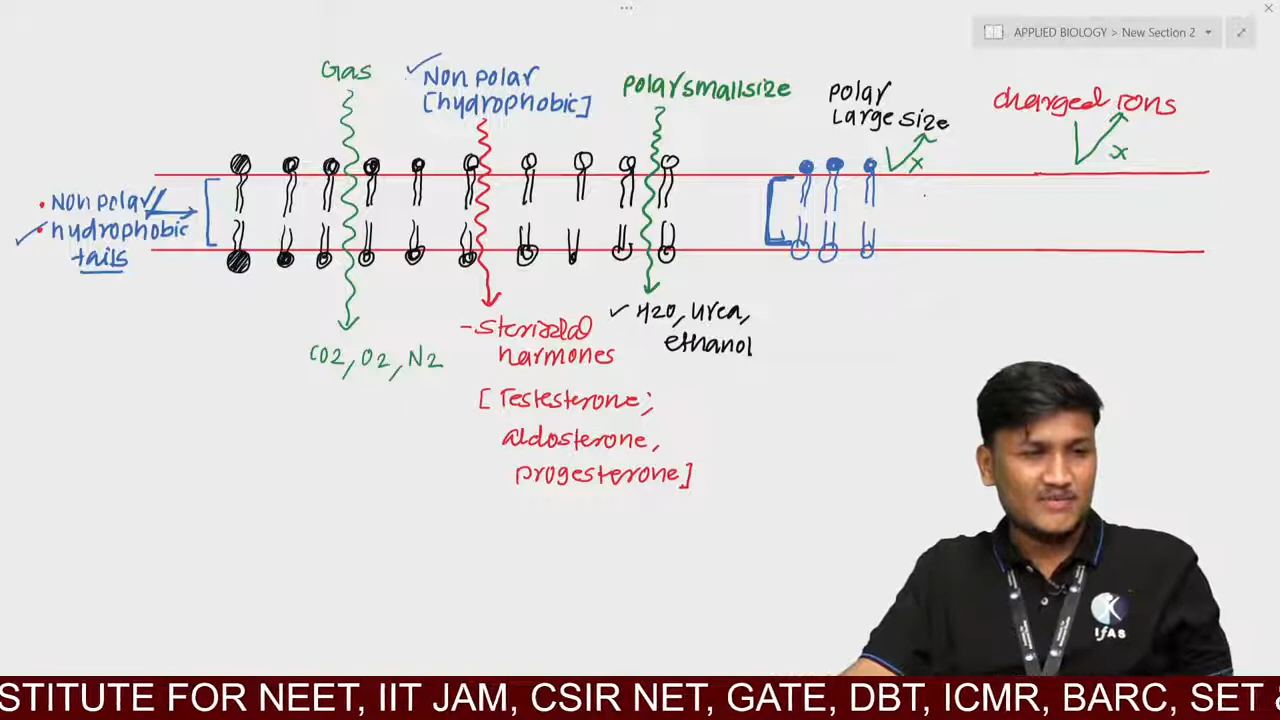 APPLIED BIOLOGY > New Section 2
Gas
Non polar
[hydrophobic]
polar small size
polar
Large size
charged ions
x
x
Non polar/
hydrophobic
tails
CO2, O2, N2
- Steriodal
harmones
[Testesterone;
aldosterone,
progesterone]
H2O, Urea,
ethanol
IFAS
STITUTE FOR NEET, IIT JAM, CSIR NET, GATE, DBT, ICMR, BARC, SET &